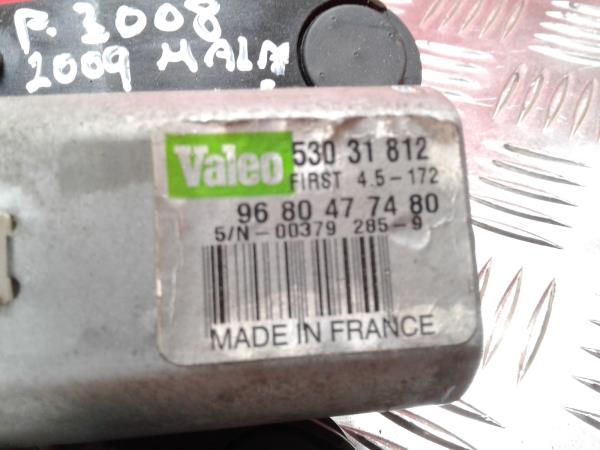 P. 3008
2009 MALA
Valeo 530 31 812
FIRST 4.5-172
96 80 47 74 80
S/N-00379 285-9
MADE IN FRANCE